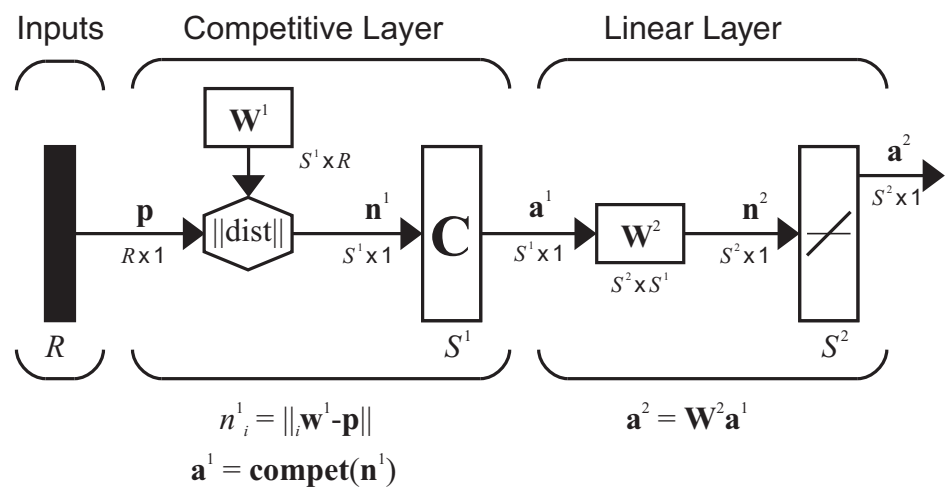 Inputs Competitive Layer Linear Layer
W¹
S¹ x R
p
R x 1
||dist||
n¹
S¹ x 1
C
a¹
S¹ x 1
W²
S² x S¹
n²
S² x 1
a²
S² x 1
R S¹ S²
n¹ᵢ = ||ᵢw¹-p||
a¹ = compet(n¹)
a² = W²a¹